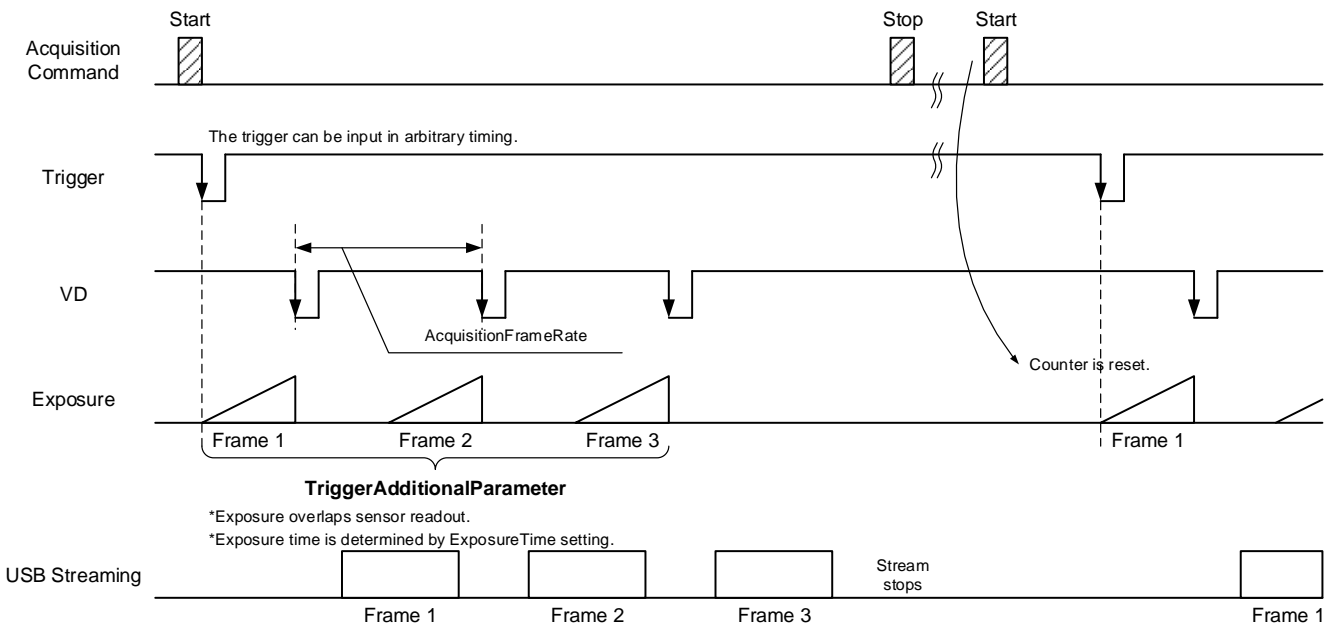 Start
Stop
Start
Acquisition
Command
The trigger can be input in arbitrary timing.
Trigger
VD
AcquisitionFrameRate
Counter is reset.
Exposure
Frame 1
Frame 2
Frame 3
Frame 1
TriggerAdditionalParameter
*Exposure overlaps sensor readout.
*Exposure time is determined by ExposureTime setting.
USB Streaming
Stream
stops
Frame 1
Frame 2
Frame 3
Frame 1